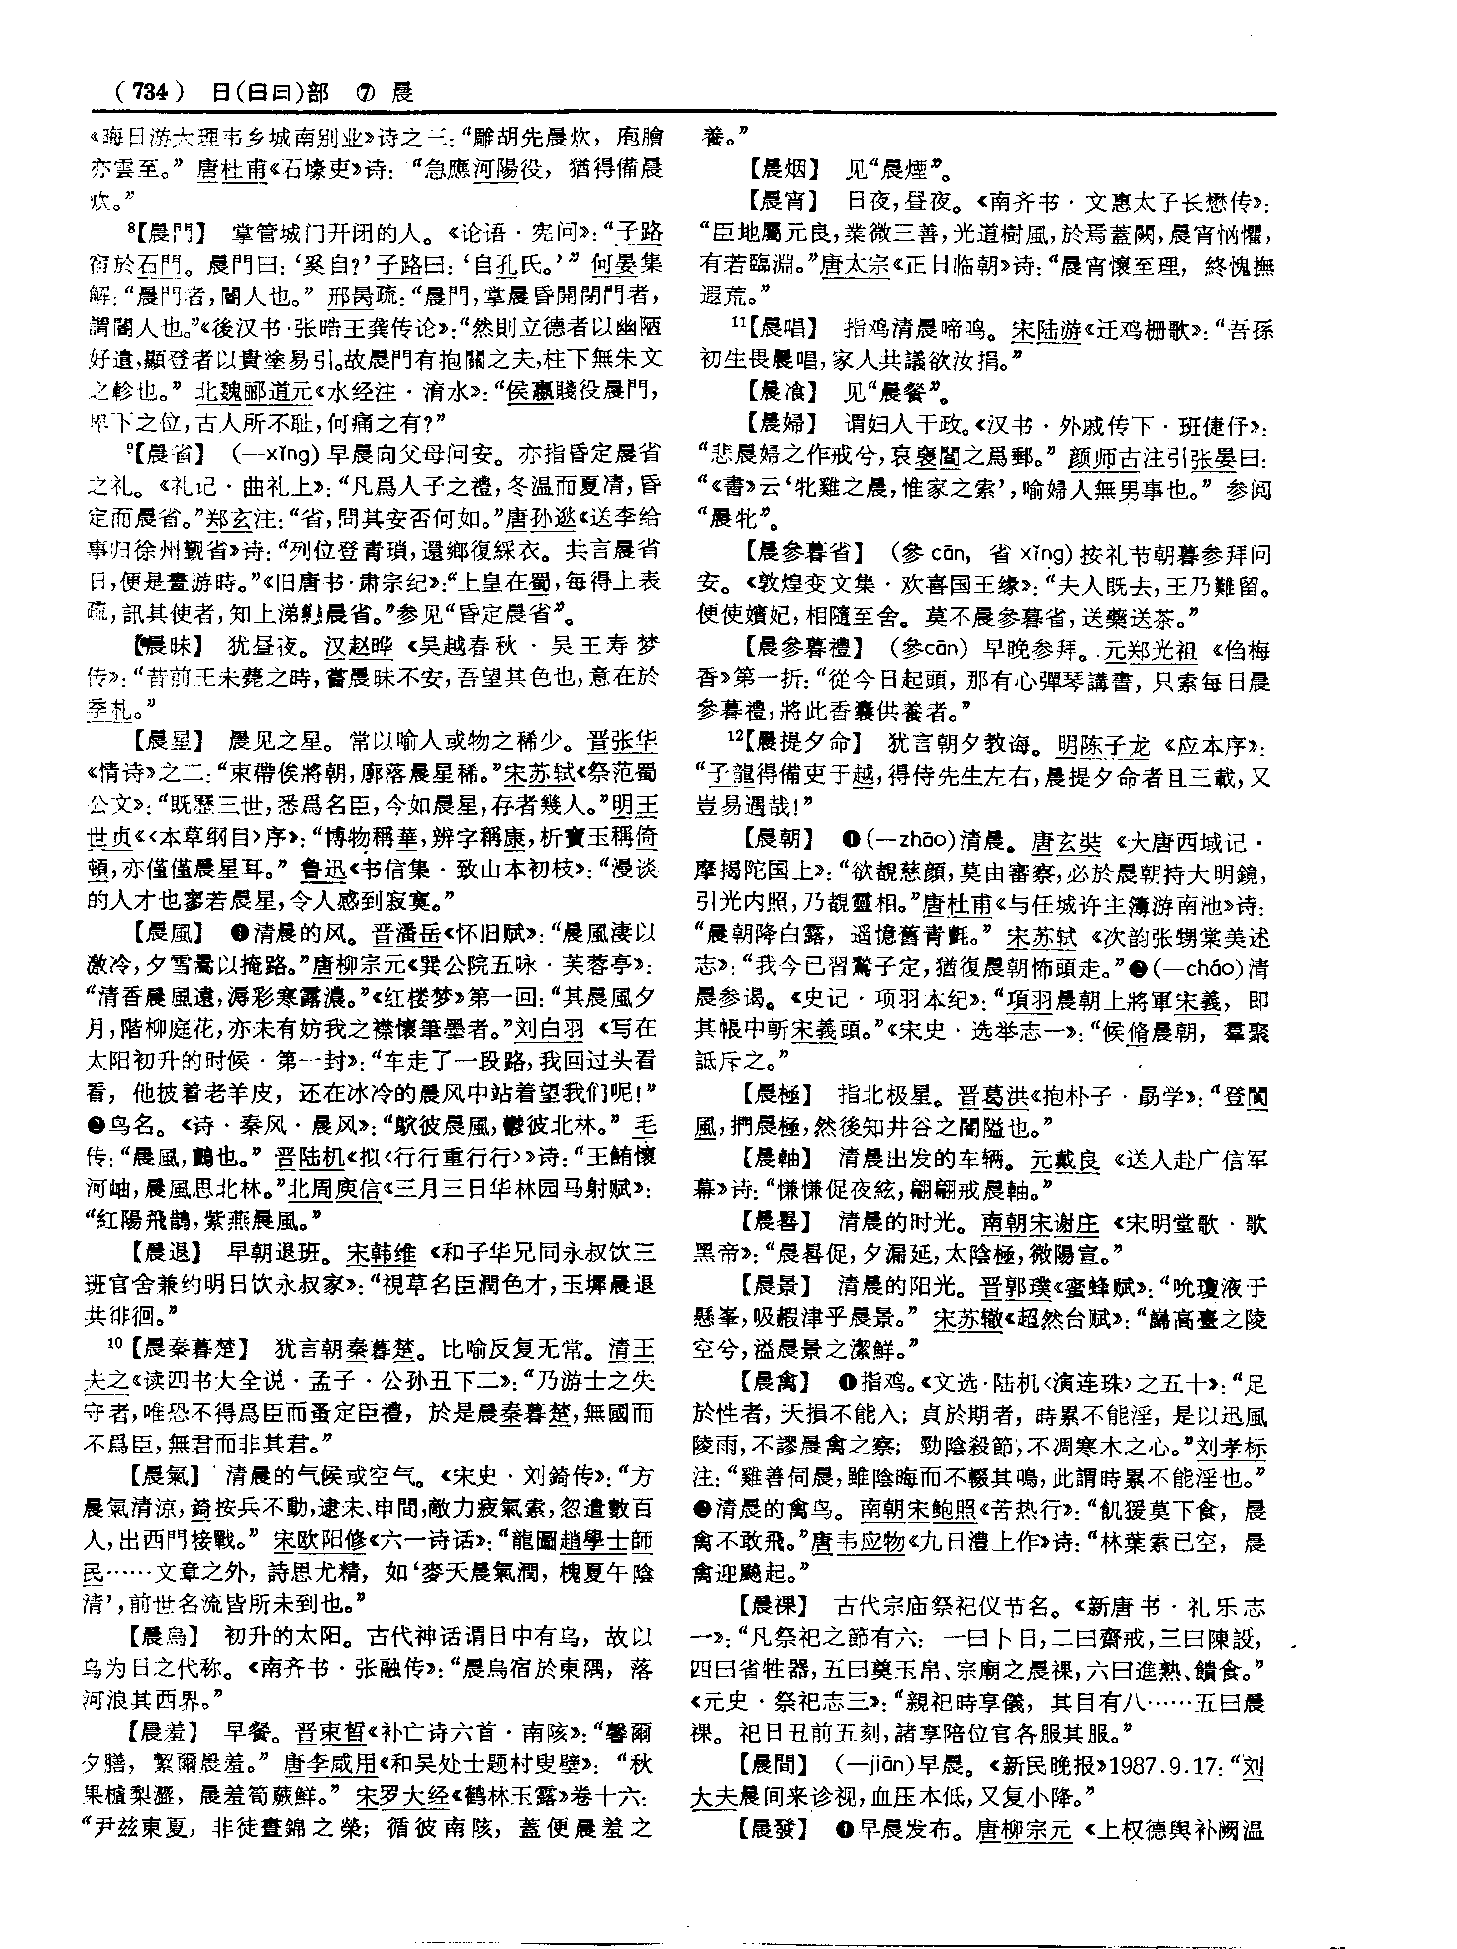 （734） 日(日曰)部 ⑦ 晨
《晦日游大理韦乡城南别业》诗之三：“雕胡先晨炊，庖膾
亦雲至。” 唐杜甫《石壕吏》诗：“急應河陽役，猶得備晨
炊。”
8【晨門】 掌管城门开闭的人。《论语·宪问》：“子路
宿於石門。晨門曰：‘奚自？’子路曰：‘自孔氏。’” 何晏集
解：“晨門者，閽人也。” 邢昺疏：“晨門，掌晨昏開閉門者，
謂閽人也。”《後汉书·张晧王龚传论》：“然則立德者以幽陋
好遺，顯登者以貴塗易引。故晨門有抱關之夫，柱下無朱文
之軫也。” 北魏郦道元《水经注·濟水》：“侯嬴賤役晨門，
卑下之位，古人所不耻，何痛之有？”
9【晨省】 （—xǐng）早晨向父母问安。亦指昏定晨省
之礼。《礼记·曲礼上》：“凡爲人子之禮，冬温而夏凊，昏
定而晨省。”郑玄注：“省，問其安否何如。”唐孙逖《送李给
事归徐州觐省》诗：“列位登青瑣，還鄉復綵衣。共言晨省
日，便是晝游時。”《旧唐书·肃宗纪》：“上皇在蜀，每得上表
疏，訊其使者，知上涕戀晨省。”参见“昏定晨省”。
【晨昧】 犹昼夜。汉赵晔《吴越春秋·吴王寿梦
传》：“昔前王未薨之時，嘗晨昧不安，吾望其色也，意在於
季札。”
【晨星】 晨见之星。常以喻人或物之稀少。晋张华
《情诗》之二：“束帶俟將朝，廓落晨星稀。”宋苏轼《祭范蜀
公文》：“既歷三世，悉爲名臣，今如晨星，存者幾人。”明王
世贞《〈本草纲目〉序》：“博物稱華，辨字稱康，析寶玉稱倚
頓，亦僅僅晨星耳。” 鲁迅《书信集·致山本初枝》：“漫谈
的人才也寥若晨星，令人感到寂寞。”
【晨風】 ❶清晨的风。晋潘岳《怀旧赋》：“晨風淒以
激冷，夕雪暠以掩路。”唐柳宗元《巽公院五咏·芙蓉亭》：
“清香晨風遠，溽彩寒露濃。”《红楼梦》第一回：“其晨風夕
月，階柳庭花，亦未有妨我之襟懷筆墨者。”刘白羽《写在
太阳初升的时候·第一封》：“车走了一段路，我回过头看
看，他披着老羊皮，还在冰冷的晨风中站着望我们呢！”
❷鸟名。《诗·秦风·晨风》：“鴥彼晨風，鬱彼北林。”毛
传：“晨風，鸇也。” 晋陆机《拟〈行行重行行〉》诗：“王鮪懷
河岫，晨風思北林。”北周庾信《三月三日华林园马射赋》：
“紅陽飛鵲，紫燕晨風。”
【晨退】 早朝退班。宋韩维《和子华兄同永叔饮三
班官舍兼约明日饮永叔家》：“視草名臣潤色才，玉墀晨退
共徘徊。”
10【晨秦暮楚】 犹言朝秦暮楚。比喻反复无常。清王
夫之《读四书大全说·孟子·公孙丑下二》：“乃游士之失
守者，唯恐不得爲臣而蚤定臣禮，於是晨秦暮楚，無國而
不爲臣，無君而非其君。”
【晨氣】 清晨的气候或空气。《宋史·刘錡传》：“方
晨氣清涼，錡按兵不動，逮未、申間，敵力疲氣索，忽遣數百
人，出西門接戰。” 宋欧阳修《六一诗话》：“龍圖趙學士師
民……文章之外，詩思尤精，如‘麥天晨氣潤，槐夏午陰
清’，前世名流皆所未到也。”
【晨烏】 初升的太阳。古代神话谓日中有乌，故以
乌为日之代称。《南齐书·张融传》：“晨烏宿於東隅，落
河浪其西界。”
【晨羞】 早餐。晋束皙《补亡诗六首·南陔》：“馨爾
夕膳，絜爾晨羞。” 唐李咸用《和吴处士题村叟壁》：“秋
果樝梨澀，晨羞筍蕨鮮。” 宋罗大经《鹤林玉露》卷十六：
“尹兹東夏，非徒晝錦之榮；循彼南陔，蓋便晨羞之
養。”
【晨烟】 见“晨煙”。
【晨宵】 日夜，昼夜。《南齐书·文惠太子长懋传》：
“臣地屬元良，業微三善，光道樹風，於焉蓋闕，晨宵忷懼，
有若臨淵。”唐太宗《正日临朝》诗：“晨宵懷至理，終愧撫
遐荒。”
11【晨唱】 指鸡清晨啼鸣。宋陆游《迁鸡栅歌》：“吾孫
初生畏晨唱，家人共議欲汝捐。”
【晨飡】 见“晨餐”。
【晨婦】 谓妇人干政。《汉书·外戚传下·班倢伃》：
“悲晨婦之作戒兮，哀襃閻之爲郵。” 颜师古注引张晏曰：
“《書》云‘牝雞之晨，惟家之索’，喻婦人無男事也。” 参阅
“晨牝”。
【晨參暮省】 （參cān，省xǐng）按礼节朝暮参拜问
安。《敦煌变文集·欢喜国王缘》：“夫人既去，王乃難留。
便使嬪妃，相隨至舍。莫不晨參暮省，送藥送茶。”
【晨參暮禮】 （參cān）早晚参拜。元郑光祖《㑇梅
香》第一折：“從今日起頭，那有心彈琴講書，只索每日晨
參暮禮，將此香囊供養者。”
12【晨提夕命】 犹言朝夕教诲。明陈子龙《应本序》：
“子龍得備吏于越，得侍先生左右，晨提夕命者且三載，又
豈易遇哉！”
【晨朝】 ❶（—zhāo）清晨。唐玄奘《大唐西域记·
摩揭陀国上》：“欲覩慈顔，莫由審察，必於晨朝持大明鏡，
引光内照，乃覩靈相。”唐杜甫《与任城许主簿游南池》诗：
“晨朝降白露，遥憶舊青氈。” 宋苏轼《次韵张甥棠美述
志》：“我今已習鶩子定，猶復晨朝怖頭走。”❷（—cháo）清
晨参谒。《史记·项羽本纪》：“項羽晨朝上將軍宋義，即
其帳中斬宋義頭。”《宋史·选举志一》：“候脩晨朝，羣聚
詆斥之。”
【晨極】 指北极星。晋葛洪《抱朴子·勗学》：“登閬
風，捫晨極，然後知井谷之闇隘也。”
【晨軸】 清晨出发的车辆。元戴良《送人赴广信军
幕》诗：“慊慊促夜絃，翩翩戒晨軸。”
【晨晷】 清晨的时光。南朝宋谢庄《宋明堂歌·歌
黑帝》：“晨晷促，夕漏延，太陰極，微陽宣。”
【晨景】 清晨的阳光。晋郭璞《蜜蜂赋》：“吮瓊液于
懸峯，吸赮津乎晨景。” 宋苏辙《超然台赋》：“巋高臺之陵
空兮，溢晨景之潔鮮。”
【晨禽】 ❶指鸡。《文选·陆机〈演连珠〉之五十》：“足
於性者，天損不能入；貞於期者，時累不能淫，是以迅風
陵雨，不謬晨禽之察；勁陰殺節，不凋寒木之心。”刘孝标
注：“雞善伺晨，雖陰晦而不輟其鳴，此謂時累不能淫也。”
❷清晨的禽鸟。南朝宋鲍照《苦热行》：“飢猨莫下食，晨
禽不敢飛。”唐韦应物《九日澧上作》诗：“林葉索已空，晨
禽迎飈起。”
【晨祼】 古代宗庙祭祀仪节名。《新唐书·礼乐志
一》：“凡祭祀之節有六：一曰卜日，二曰齋戒，三曰陳設，
四曰省牲器，五曰奠玉帛、宗廟之晨祼，六曰進熟、饋食。”
《元史·祭祀志三》：“親祀時享儀，其目有八……五曰晨
祼。祀日丑前五刻，諸享陪位官各服其服。”
【晨間】 （—jiān）早晨。《新民晚报》1987.9.17：“刘
大夫晨间来诊视，血压本低，又复小降。”
【晨發】 ❶早晨发布。唐柳宗元《上权德舆补阙温